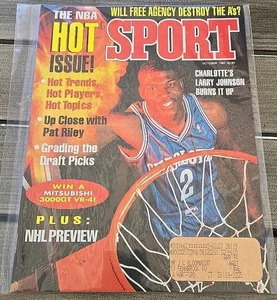 WILL FREE AGENCY DESTROY THE A's?
THE NBA
HOT
ISSUE!
SPORT
• Hot Trends,
Hot Players,
Hot Topics
• Up Close with
Pat Riley
• Grading the
Draft Picks
CHARLOTTE'S
LARRY JOHNSON
BURNS IT UP
WIN A
MITSUBISHI
3000GT VR-4!
2
PLUS:
NHL PREVIEW